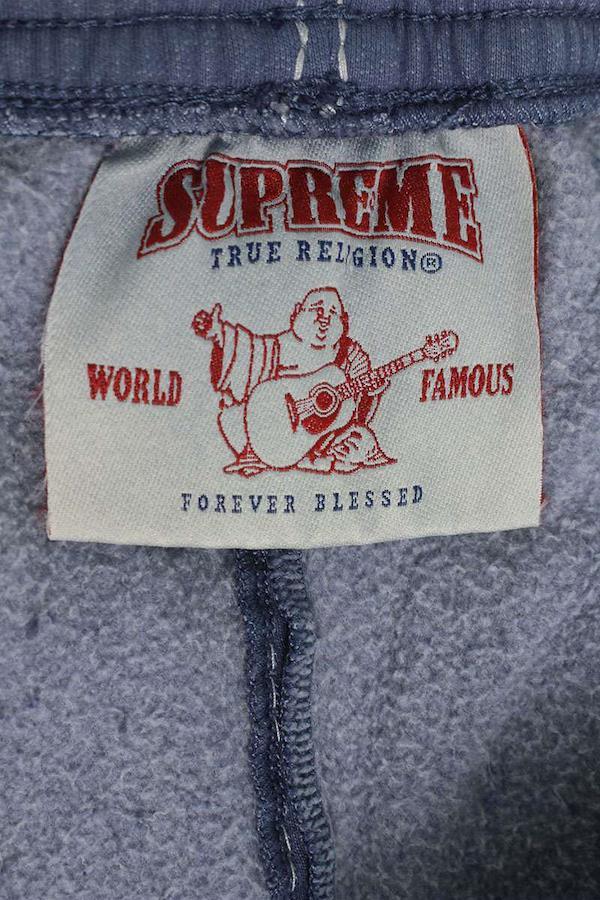 SUPREME
TRUE RELIGION®
WORLD FAMOUS
FOREVER BLESSED